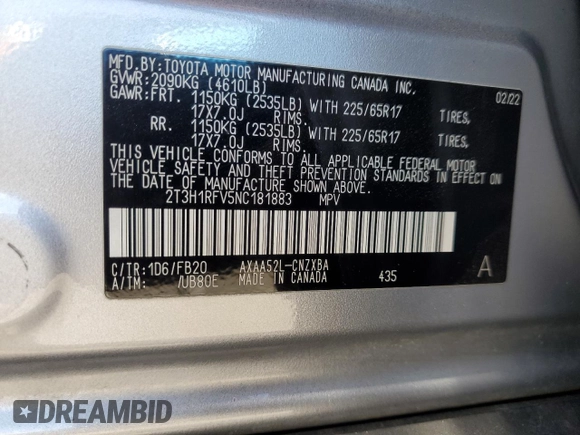 MFD.BY:TOYOTA MOTOR MANUFACTURING CANADA INC. 02/22
GVWR:2090KG (4610LB)
GAWR:FRT. 1150KG (2535LB) WITH 225/65R17 TIRES,
17X7.0J RIMS.
RR. 1150KG (2535LB) WITH 225/65R17 TIRES,
17X7.0J RIMS.
THIS VEHICLE CONFORMS TO ALL APPLICABLE FEDERAL MOTOR
VEHICLE SAFETY AND THEFT PREVENTION STANDARDS IN EFFECT ON
THE DATE OF MANUFACTURE SHOWN ABOVE.
2T3H1RFV5NC181883 MPV
C/TR:1D6/FB20 AXAA52L-CNZXBA A
A/TM: /UB80E MADE IN CANADA 435
DREAMBID